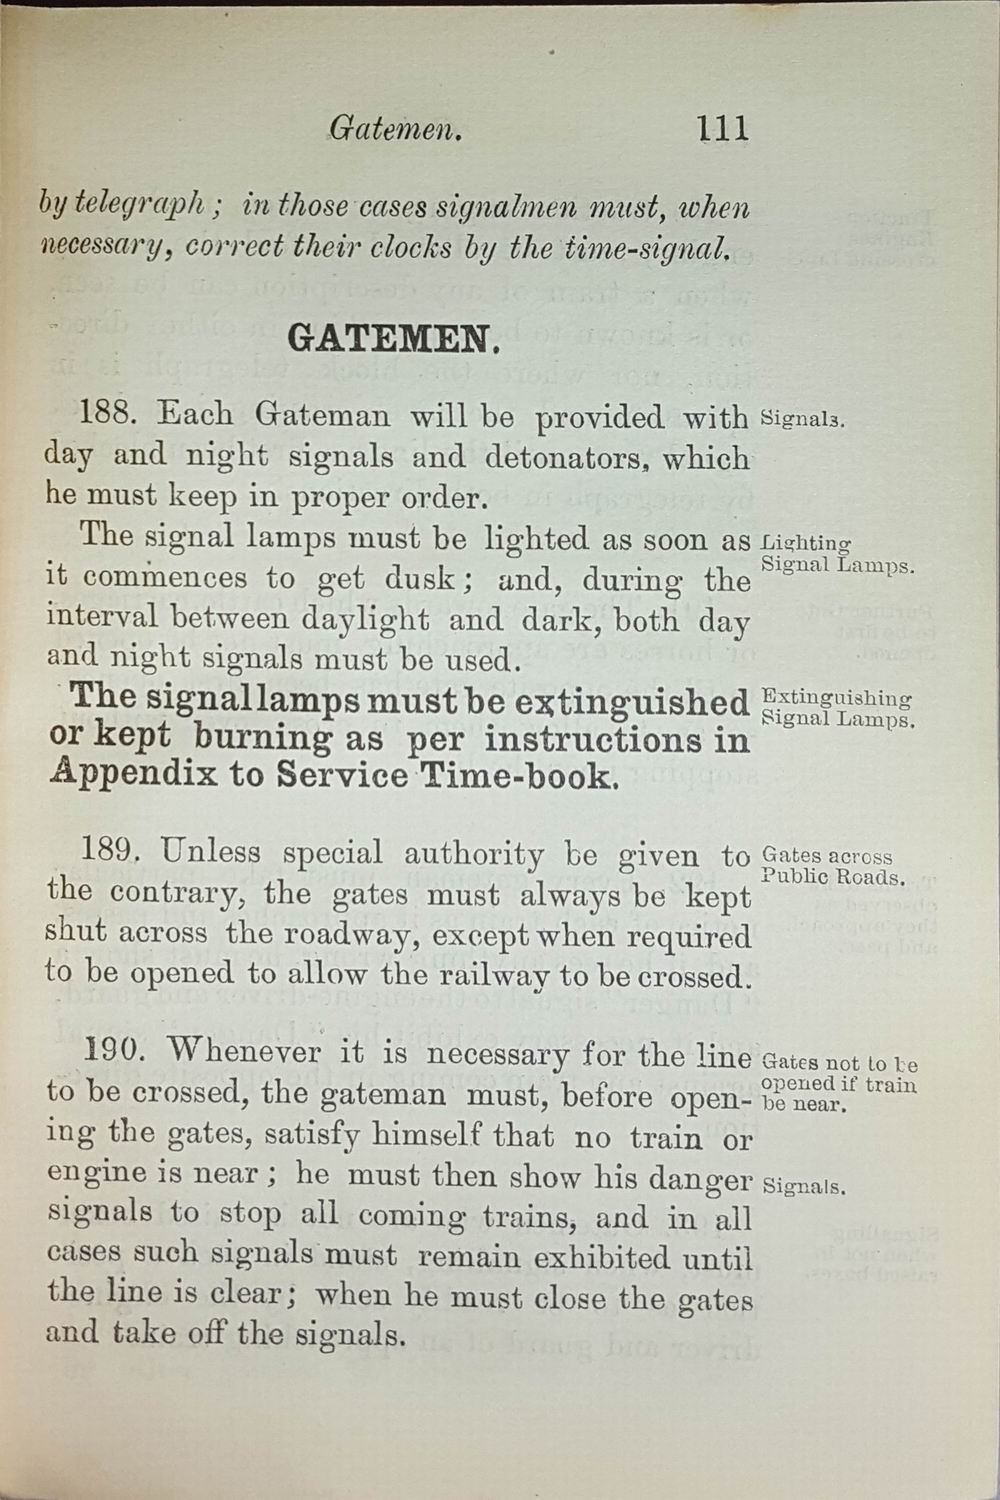 Gatemen. 111
by telegraph ; in those cases signalmen must, when
necessary, correct their clocks by the time-signal.
GATEMEN.
188. Each Gateman will be provided with Signals.
day and night signals and detonators, which
he must keep in proper order.
The signal lamps must be lighted as soon as Lighting
it commences to get dusk ; and, during the Signal Lamps.
interval between daylight and dark, both day
and night signals must be used.
The signal lamps must be extinguished Extinguishing
or kept burning as per instructions in Signal Lamps.
Appendix to Service Time-book.
189. Unless special authority be given to Gates across
the contrary, the gates must always be kept Public Roads.
shut across the roadway, except when required
to be opened to allow the railway to be crossed.
190. Whenever it is necessary for the line Gates not to be
to be crossed, the gateman must, before open- opened if train
be near.
ing the gates, satisfy himself that no train or
engine is near ; he must then show his danger Signals.
signals to stop all coming trains, and in all
cases such signals must remain exhibited until
the line is clear; when he must close the gates
and take off the signals.